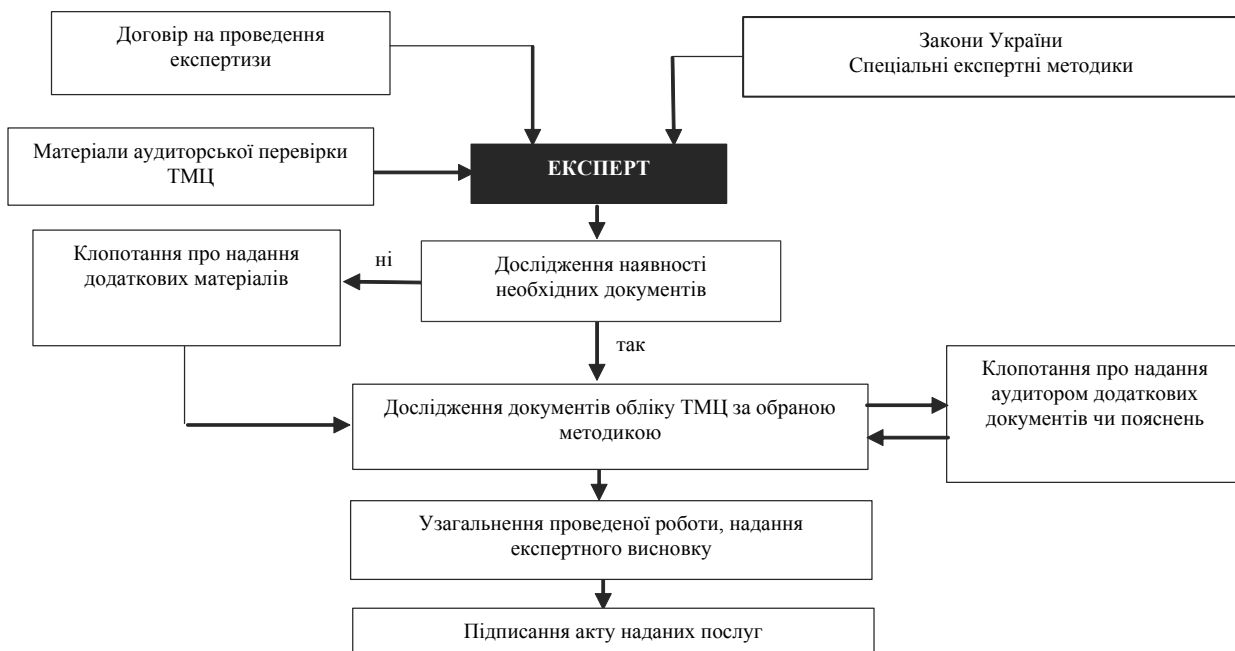 Договір на проведення
експертизи
Закони України
Спеціальні експертні методики
Матеріали аудиторської перевірки
ТМЦ
ЕКСПЕРТ
Клопотання про надання
додаткових матеріалів
ні
Дослідження наявності
необхідних документів
так
Клопотання про надання
аудитором додаткових
документів чи пояснень
Дослідження документів обліку ТМЦ за обраною
методикою
Узагальнення проведеної роботи, надання
експертного висновку
Підписання акту наданих послуг